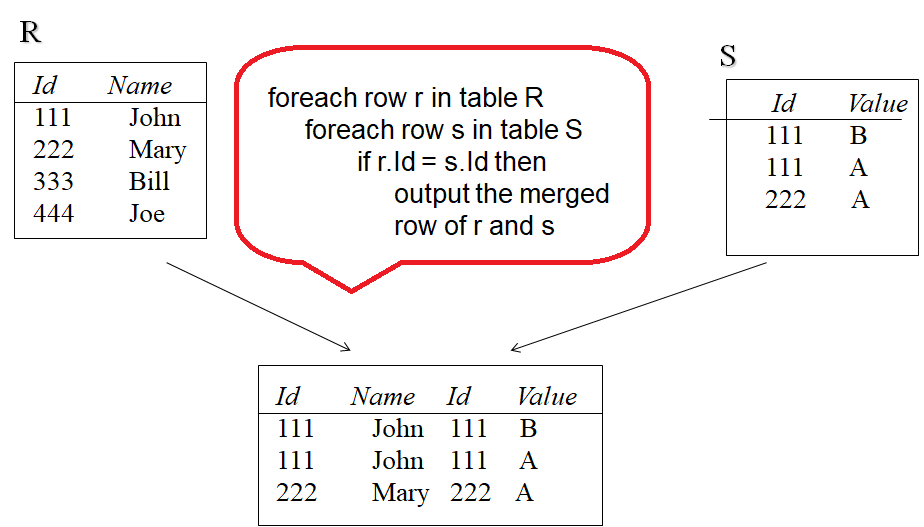 R
Id Name
111 John
222 Mary
333 Bill
444 Joe
foreach row r in table R
foreach row s in table S
if r.Id = s.Id then
output the merged
row of r and s
S
Id Value
111 B
111 A
222 A
Id Name Id Value
111 John 111 B
111 John 111 A
222 Mary 222 A